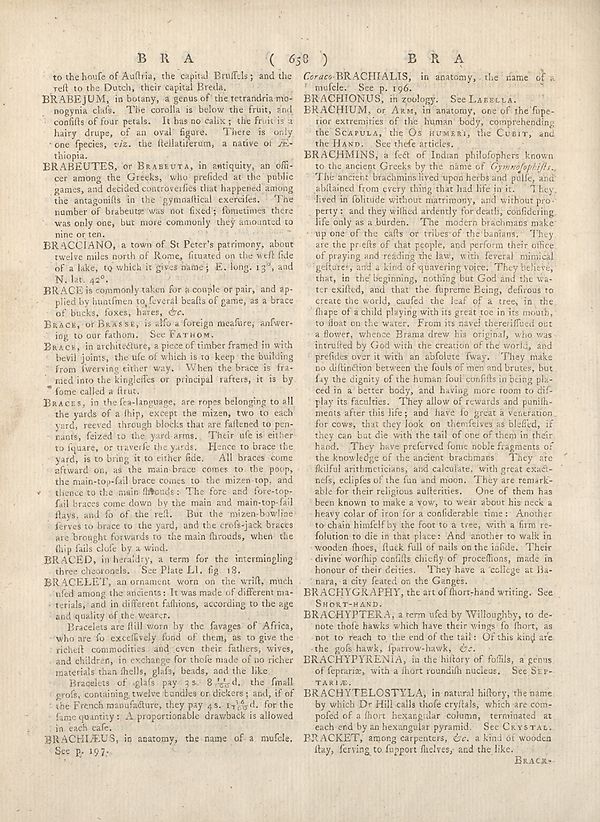 B R A ( 658 ) B R A
to the houſe of Auſtria, the capital Bruſſels; and the
reſt to the Dutch, their capital Breda.
BRABEJUM, in botany, a genus of the tetrandria mo-
nogynia claſs. The corolla is below the fruit, and
conſiſts of four petals. It has no calix; the fruit is a
hairy drupe, of an oval figure. There is only
one ſpecies, viz. the ſtellatifolium, a native of Æ-
thiopia.
BRABEUTES, or BRABEUTA, in antiquity, an offi-
cer among the Greeks, who preſided at the public
games, and decided controverſies that happened among
the antagoniſts in the gymnaſtical exerciſes. The
number of brabeutæ was not fixed; ſometimes there
was only one, but more commonly they amounted to
nine or ten.
BRACCIANO, a town of St Peter's patrimony, about
twelve miles north of Rome, ſituated on the weſt ſide
of a lake, to which it gives name; E. long. 13°, and
N. lat. 42°.
BRACE is commonly taken for a couple or pair, and ap-
plied by huntſmen to ſeveral beaſts of game, as a brace
of bucks, foxes, hares, &c.
BRACE, or BRASSE, is alſo a foreign meaſure, anſwer-
ing to our fathom. See FATHOM.
BRACE, in architecture, a piece of timber framed in with
bevil joints, the uſe of which is to keep the building
from ſwerving either way. When the brace is fra-
med into the kingleſſes or principal rafters, it is by
ſome called a ſtrut.
BRACES, in the ſea-language, are ropes belonging to all
the yards of a ſhip, except the mizen, two to each
yard, reeved through blocks that are faſtened to pen-
nants, ſeized to the yard arms. Their uſe is either
to ſquare, or traverſe the yards. Hence to brace the
yard, is to bring it to either ſide. All braces come
aftward on, as the main brace comes to the poop,
the main-top-ſail brace comes to the mizen top, and
thence to the main ſhrouds: The fore and fore-top-
ſail braces come down by the main and main-top-ſail
ſtays, and ſo of the reſt. But the mizen-bowline
ſerves to brace to the yard, and the croſs-jack braces
are brought forwards to the main ſhrouds, when the
ſhip ſails cloſe by a wind.
BRACED, in heraldry, a term for the intermingling
three cheoronels. See Plate LI. fig 18.
BRACELET, an ornament worn on the wriſt, much
uſed among the ancients: It was made of different ma-
terials, and in different faſhions, according to the age
and quality of the wearer.
Bracelets are ſtill worn by the ſavages of Africa,
who are ſo exceſſively fond of them, as to give the
richeſt commodities and even their fathers, wives,
and children, in exchange for thoſe made of no richer
materials than ſhells, glaſs, beads, and the like.
Bracelets of glaſs pay 2 s. d. the ſmall
groſs, containing twelve bundles or dickers; and, if of
the French manufacture, they pay 4 s. d. for the
ſame quantity: A proportionable drawback is allowed
in each caſe.
BRACHIÆUS, in anatomy, the name of a muſcle.
See p. 197.
Coraco-BRACHIALIS, in anatomy, the name of a
muſcle. See p. 196.
BRACHIONUS, in zoology. See LABELLA.
BRACHIUM, or ARM, in anatomy, one of the ſupe-
rior extremities of the human body, comprehending
the SCAPULA, the OS HUMERI, the CUBIT, and
the HAND. See theſe articles.
BRACHMINS, a ſect of Indian philoſophers known
to the ancient Greeks by the name of Gymnoſophiſts.
The ancient brachmins lived upon herbs and pulſe, and
abſtained from every thing that had life in it. They
lived in ſolitude without matrimony, and without pro-
perty; and they wiſhed ardently for death, conſidering
life only as a burden. The modern brachmans make
up one of the caſts or tribes of the banians. They
are the prieſts of that people, and perform their office
of praying and reading the law, with ſeveral mimical
geſtures, and a kind of quavering voice. They believe,
that, in the beginning, nothing but God and the wa-
ter exiſted, and that the ſupreme Being, deſirous to
create the world, cauſed the leaf of a tree, in the
ſhape of a child playing with its great toe in its mouth,
to float on the water. From its navel there iſſued out
a flower, whence Brama drew his original, who was
intruſted by God with the creation of the world, and
preſides over it with an abſolute ſway. They make
no diſtinction between the ſouls of men and brutes, but
ſay the dignity of the human ſoul conſiſts in being pla-
ced in a better body, and having more room to diſ-
play its faculties. They allow of rewards and puniſh-
ments after this life; and have ſo great a veneration
for cows, that they look on themſelves as bleſſed, if
they can but die with the tail of one of them in their
hand. They have preſerved ſome noble fragments of
the knowledge of the ancient brachmans. They are
ſkilful arithmeticians, and calculate, with great exact-
neſs, eclipſes of the ſun and moon. They are remark-
able for their religious auſterities. One of them has
been known to make a vow, to wear about his neck a
heavy colar of iron for a conſiderable time: Another
to chain himſelf by the foot to a tree, with a firm re-
ſolution to die in that place: And another to walk in
wooden ſhoes, ſtuck full of nails on the inſide. Their
divine worſhip conſiſts chiefly of proceſſions, made in
honour of their deities. They have a college at Ba-
nara, a city ſeated on the Ganges.
BRACHYGRAPHY, the art of ſhort-hand writing. See
SHORT-HAND.
BRACHYPTERA, a term uſed by Willoughby, to de-
note thoſe hawks which have their wings ſo ſhort, as
not to reach to the end of the tail: Of this kind are
the goſs hawk, ſparrow-hawk, &c.
BRACHYPYRENIA, in the hiſtory of foſſils, a genus
of ſeptariæ, with a ſhort roundiſh nucleus. See SEP-
TARIÆ.
BRACHYTELOSTYLA, in natural hiſtory, the name
by which Dr Hill calls thoſe cryſtals, which are com-
poſed of a ſhort hexangular column, terminated at
each end by an hexangular pyramid. See CRYSTAL.
BRACKET, among carpenters, &c. a kind of wooden
ſtay, ſerving to ſupport ſhelves, and the like.
BRACK-